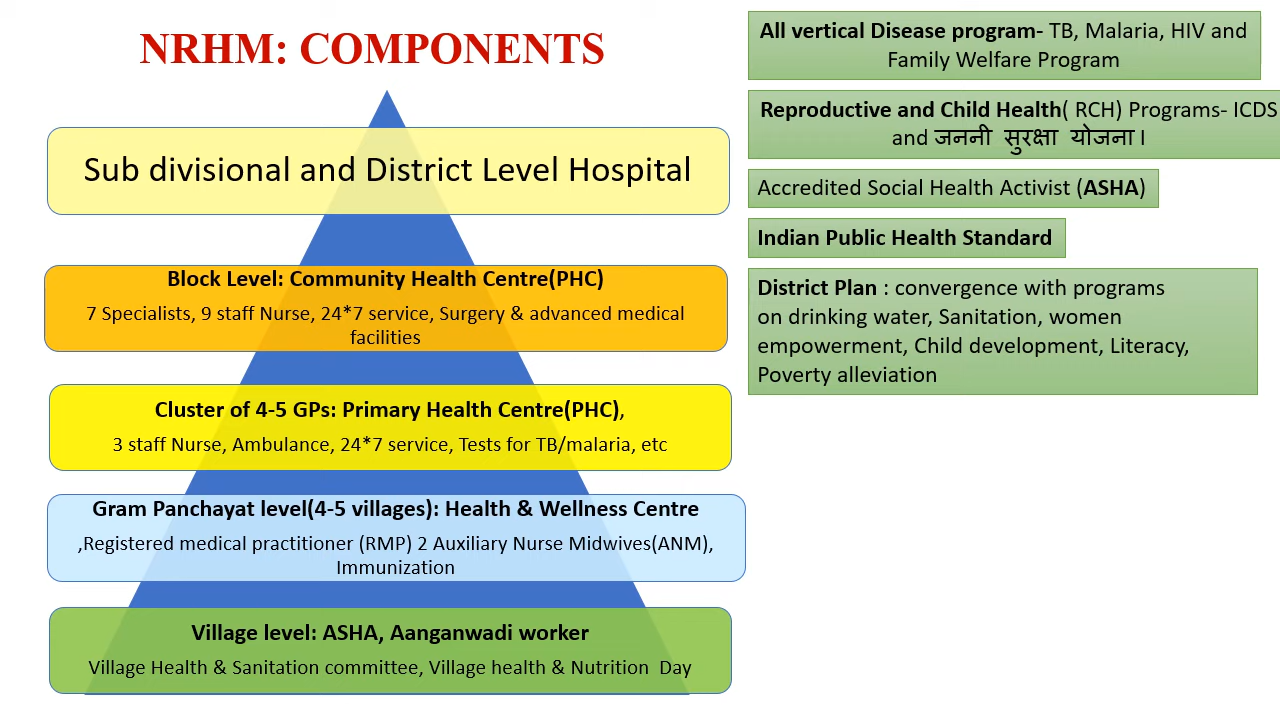 NRHM: COMPONENTS
Sub divisional and District Level Hospital
Block Level: Community Health Centre(PHC)
7 Specialists, 9 staff Nurse, 24*7 service, Surgery & advanced medical
facilities
Cluster of 4-5 GPs: Primary Health Centre(PHC),
3 staff Nurse, Ambulance, 24*7 service, Tests for TB/malaria, etc
Gram Panchayat level(4-5 villages): Health & Wellness Centre
,Registered medical practitioner (RMP) 2 Auxiliary Nurse Midwives(ANM),
Immunization
Village level: ASHA, Aanganwadi worker
Village Health & Sanitation committee, Village health & Nutrition Day
All vertical Disease program- TB, Malaria, HIV and
Family Welfare Program
Reproductive and Child Health( RCH) Programs- ICDS
and जननी सुरक्षा योजना।
Accredited Social Health Activist (ASHA)
Indian Public Health Standard
District Plan : convergence with programs
on drinking water, Sanitation, women
empowerment, Child development, Literacy,
Poverty alleviation